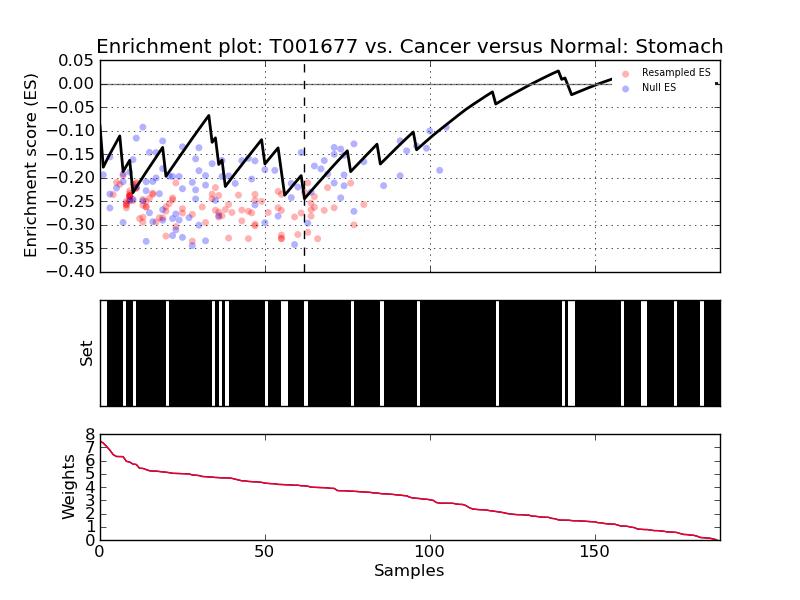 Enrichment plot: T001677 vs. Cancer versus Normal: Stomach
Enrichment score (ES)
0.05
0.00
−0.05
−0.10
−0.15
−0.20
−0.25
−0.30
−0.35
−0.40
Resampled ES
Null ES
Set
Weights
8
7
6
5
4
3
2
1
0
0 50 100 150
Samples